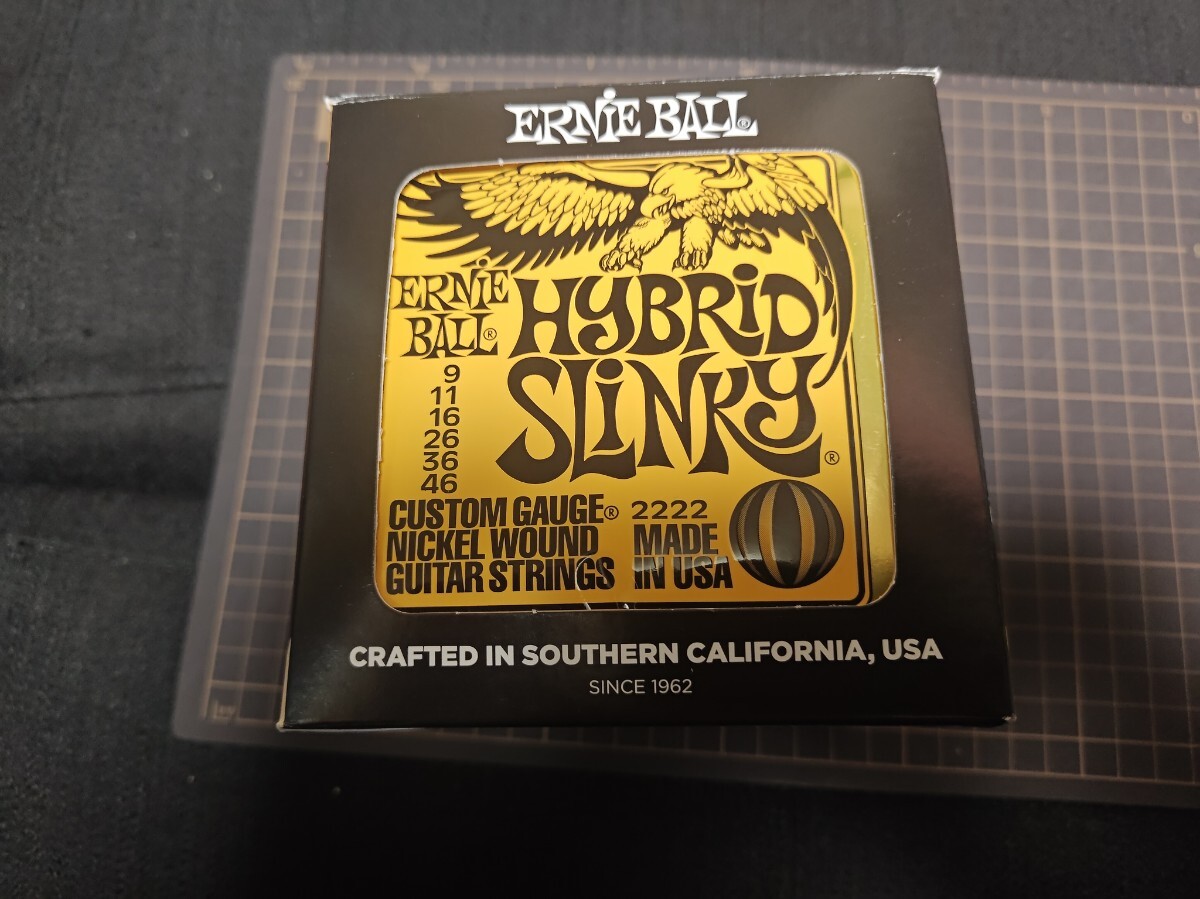 ERNIE BALL®
ERNIE
BALL®
HYBRID
SLINKY®
9
11
16
26
36
46
CUSTOM GAUGE®
NICKEL WOUND
GUITAR STRINGS
2222
MADE
IN USA
CRAFTED IN SOUTHERN CALIFORNIA, USA
SINCE 1962